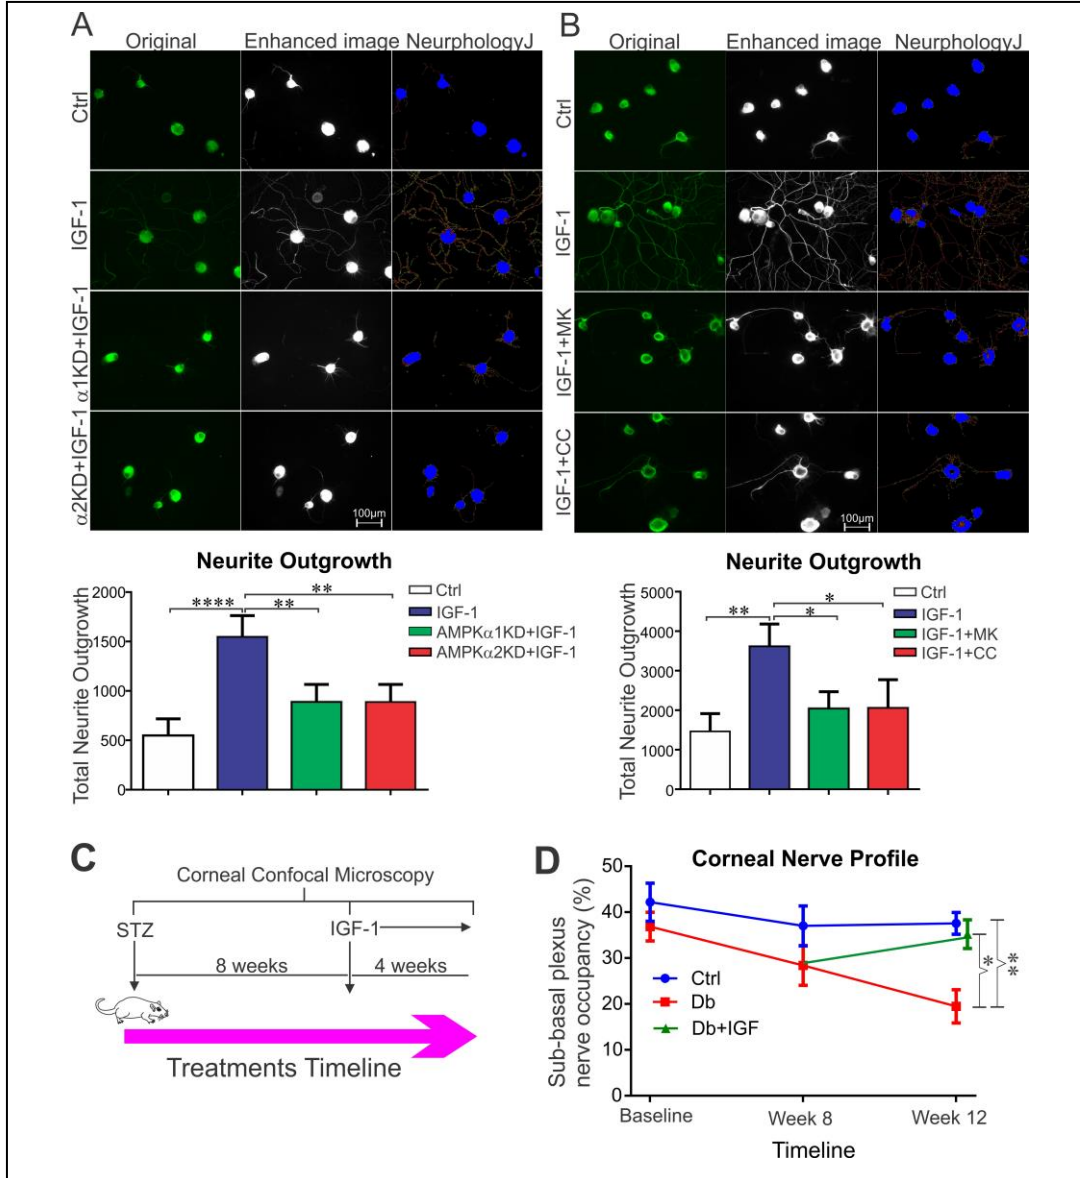 A
Original Enhanced image NeurphologyJ
Ctrl
IGF-1
α1KD+IGF-1
α2KD+IGF-1
100µm
Neurite Outgrowth
Total Neurite Outgrowth
2000
1500
1000
500
0
****
**
**
Ctrl
IGF-1
AMPKα1KD+IGF-1
AMPKα2KD+IGF-1
B
Original Enhanced image NeurphologyJ
Ctrl
IGF-1
IGF-1+MK
IGF-1+CC
100µm
Neurite Outgrowth
Total Neurite Outgrowth
5000
4000
3000
2000
1000
0
**
*
*
Ctrl
IGF-1
IGF-1+MK
IGF-1+CC
C
Corneal Confocal Microscopy
STZ IGF-1
8 weeks 4 weeks
Treatments Timeline
D
Corneal Nerve Profile
Sub-basal plexus
nerve occupancy (%)
50
40
30
20
10
0
Ctrl
Db
Db+IGF
*
**
Baseline Week 8 Week 12
Timeline